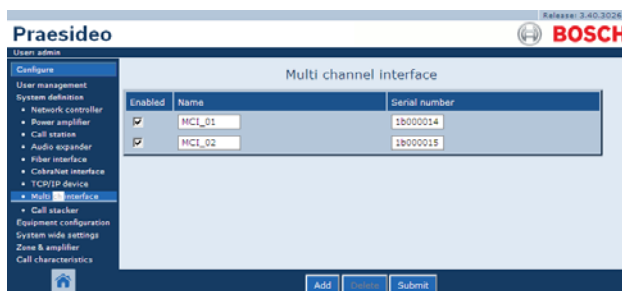 Release: 3.40.3026
Praesideo
BOSCH
User: admin
Configure
User management
System definition
• Network controller
• Power amplifier
• Call station
• Audio expander
• Fiber interface
• CobraNet interface
• TCP/IP device
• Multi interface
• Call stacker
Equipment configuration
System wide settings
Zone & amplifier
Call characteristics
Multi channel interface
Enabled Name Serial number
MCI_01 1b000014
MCI_02 1b000015
Add Delete Submit